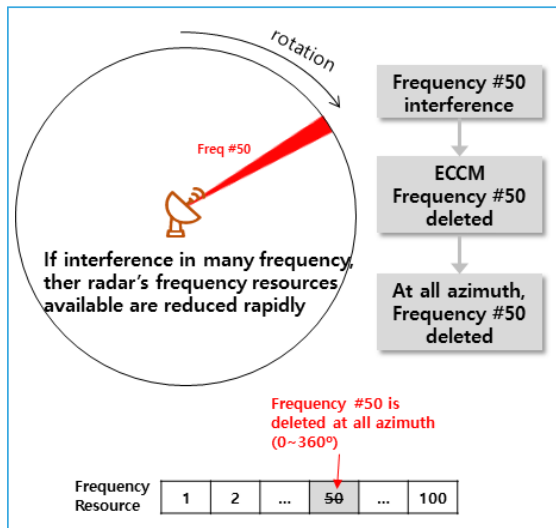 rotation
Freq #50
If interference in many frequency,
ther radar's frequency resources
available are reduced rapidly
Frequency #50
interference
ECCM
Frequency #50
deleted
At all azimuth,
Frequency #50
deleted
Frequency #50 is
deleted at all azimuth
(0~360º)
Frequency
Resource
1 2 ... 50 ... 100